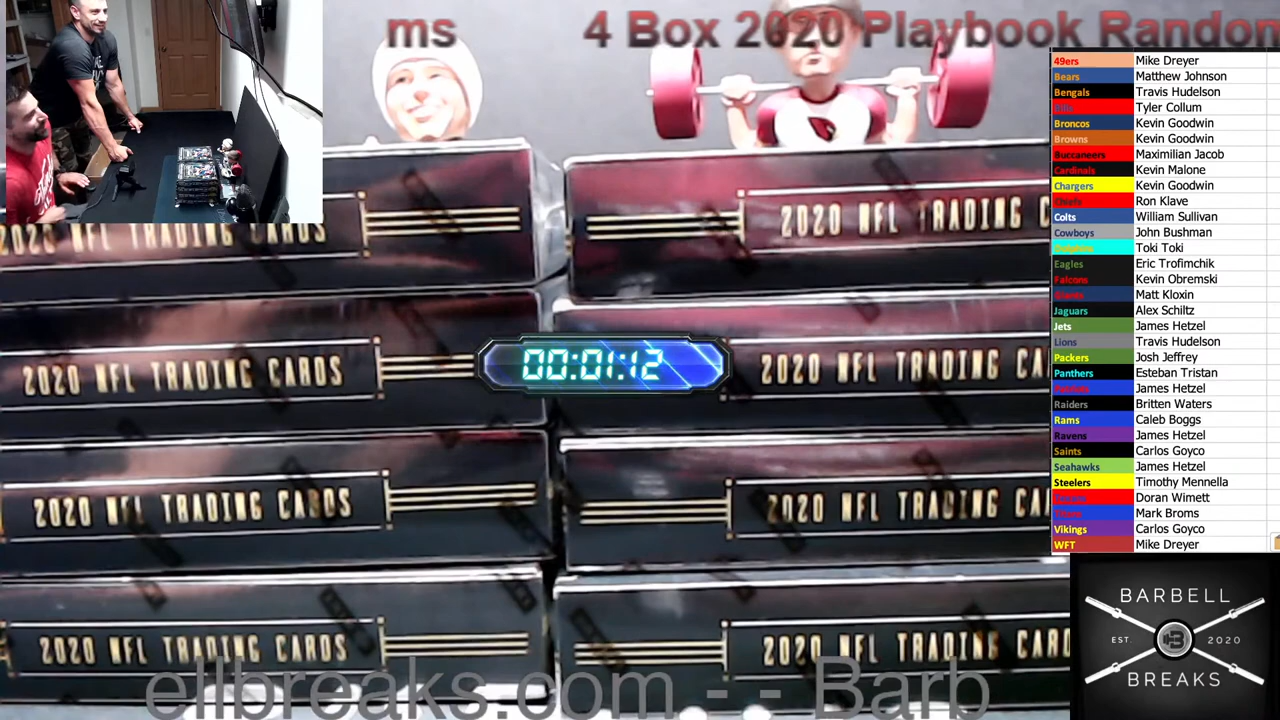 ms 4 Box 2020 Playbook Random
49ers Mike Dreyer
Bears Matthew Johnson
Bengals Travis Hudelson
Bills Tyler Collum
Broncos Kevin Goodwin
Browns Kevin Goodwin
Buccaneers Maximilian Jacob
Cardinals Kevin Malone
Chargers Kevin Goodwin
Chiefs Ron Klave
Colts William Sullivan
Cowboys John Bushman
Dolphins Toki Toki
Eagles Eric Trofimchik
Falcons Kevin Obremski
Giants Matt Kloxin
Jaguars Alex Schiltz
Jets James Hetzel
Lions Travis Hudelson
Packers Josh Jeffrey
Panthers Esteban Tristan
Patriots James Hetzel
Raiders Britten Waters
Rams Caleb Boggs
Ravens James Hetzel
Saints Carlos Goyco
Seahawks James Hetzel
Steelers Timothy Mennella
Texans Doran Wimett
Titans Mark Broms
Vikings Carlos Goyco
WFT Mike Dreyer
2020 NFL TRADING CARDS
2020 NFL TRADING C
2020 NFL TRADING CARDS
2020 NFL TRADING CA
00:01:12
2020 NFL TRADING CARDS
2020 NFL TRADING CA
2020 NFL TRADING CARDS
2020 NFL TRADING CARD
ellbreaks.com - - Barb
BARBELL
EST. B 2020
BREAKS